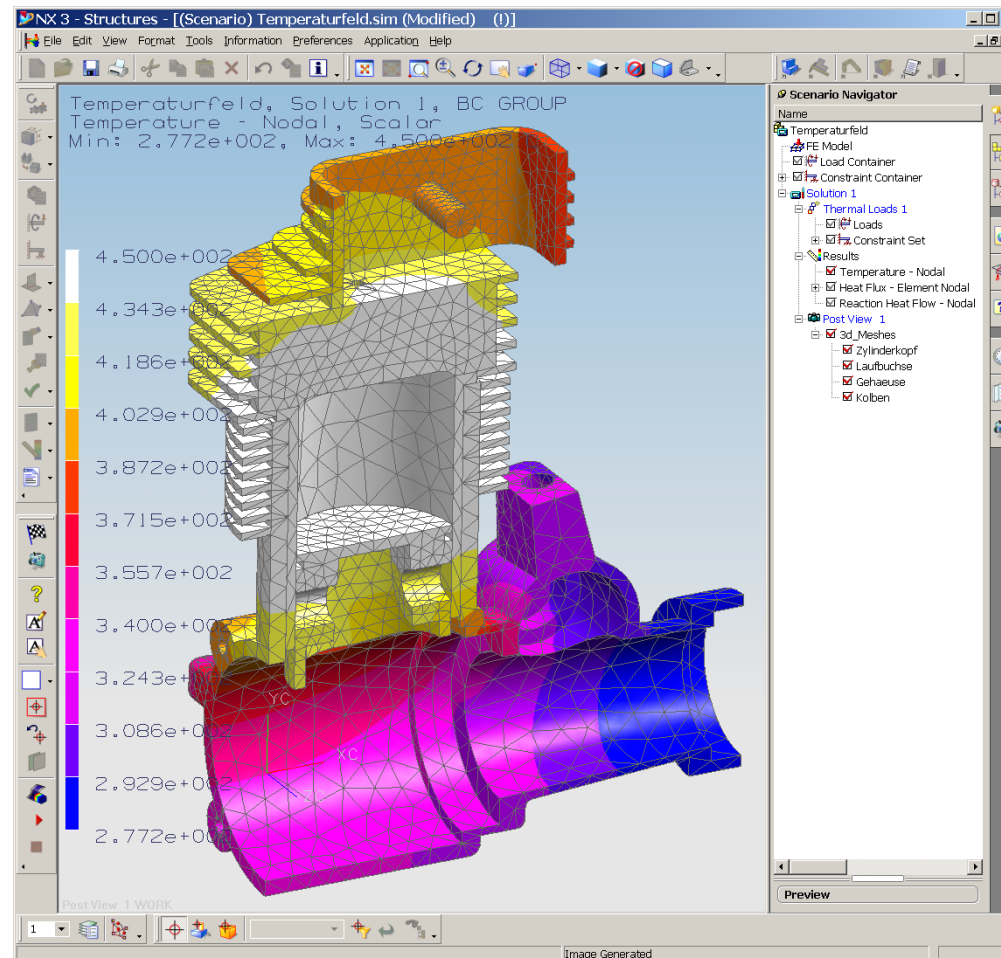 NX 3 - Structures - [(Scenario) Temperaturfeld.sim (Modified) (!)]
File Edit View Format Tools Information Preferences Application Help
Temperaturfeld, Solution 1, BC GROUP
Temperature - Nodal, Scalar
Min: 2.772e+002, Max: 4.500e+002
4.500e+002
4.343e+002
4.186e+002
4.029e+002
3.872e+002
3.715e+002
3.557e+002
3.400e+002
3.243e+
3.086e+002
2.929e+002
2.772e+0
YC
XC
Post View 1 WORK
Scenario Navigator
Name
Temperaturfeld
FE Model
Load Container
Constraint Container
Solution 1
Thermal Loads 1
Loads
Constraint Set
Results
Temperature - Nodal
Heat Flux - Element Nodal
Reaction Heat Flow - Nodal
Post View 1
3d_Meshes
Zylinderkopf
Laufbuchse
Gehaeuse
Kolben
Preview
1
Image Generated